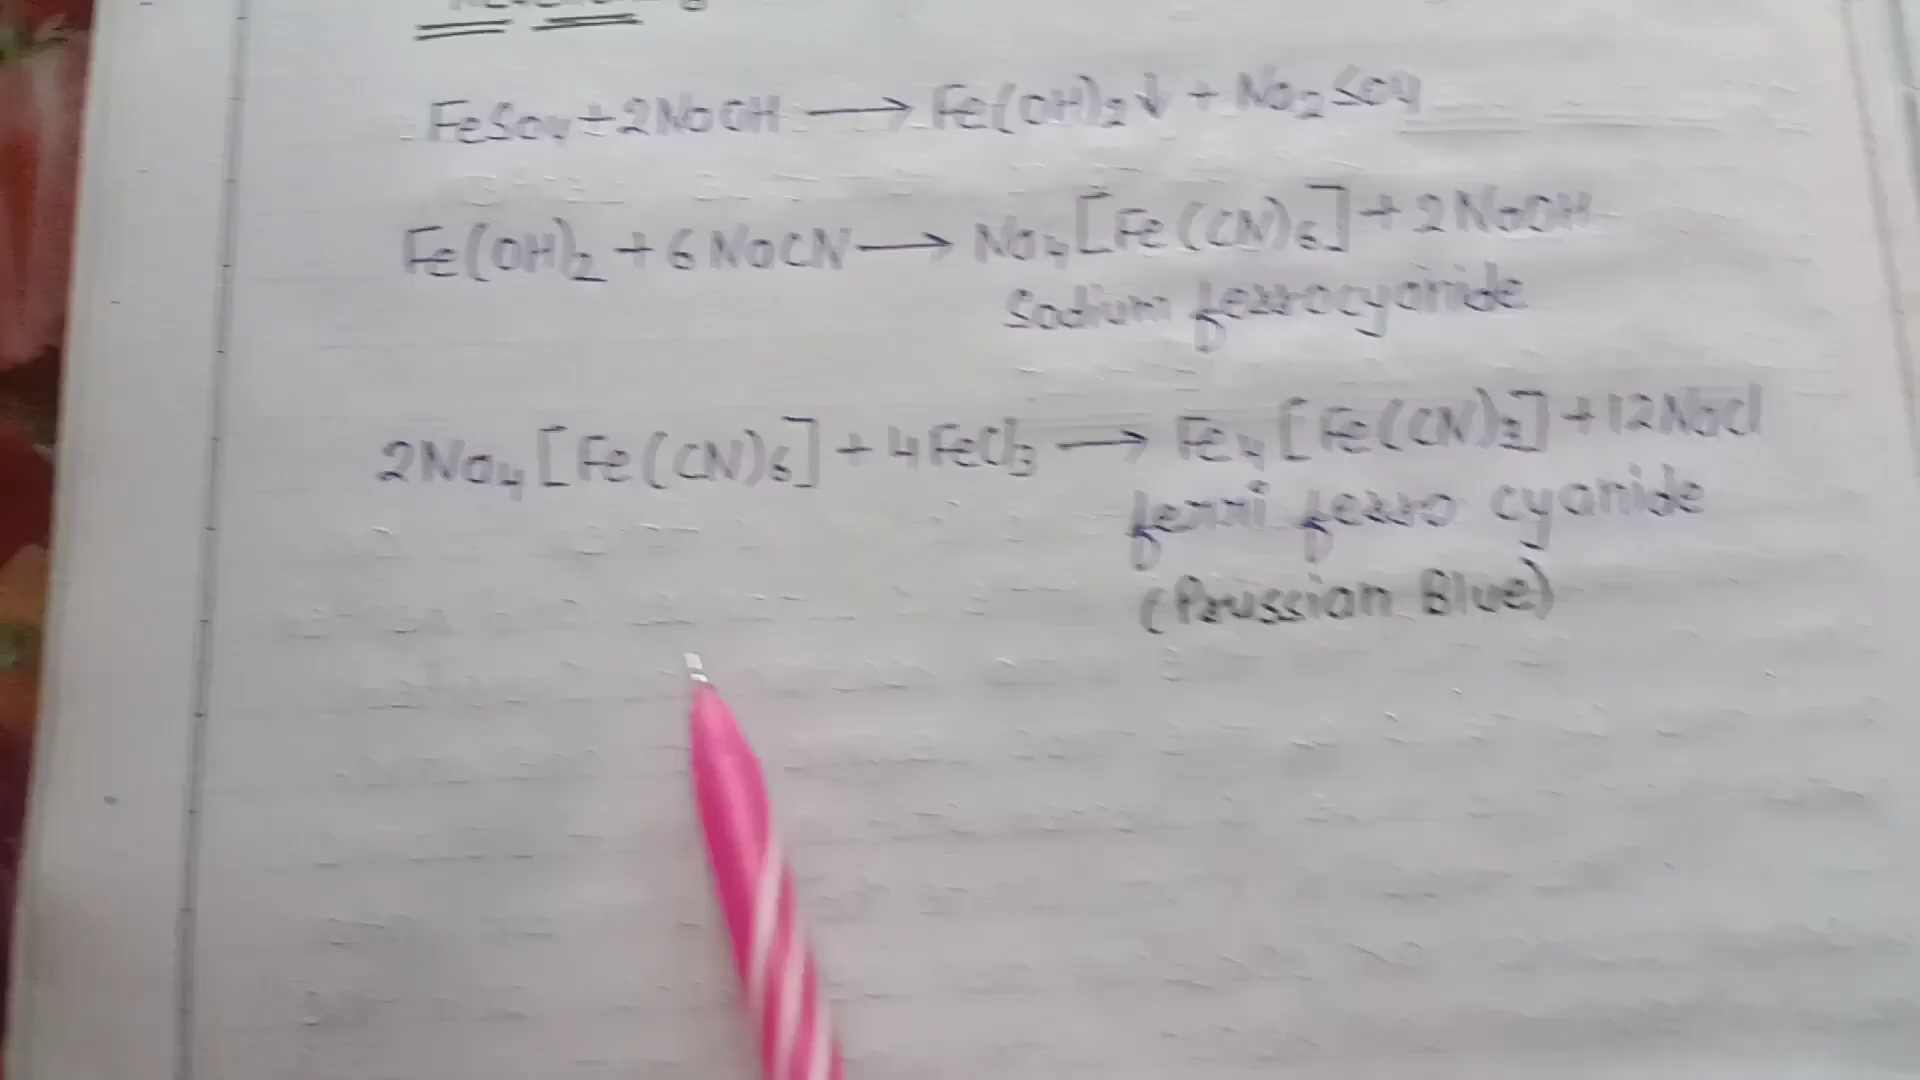 FeSO4 + 2NaOH ⟶ Fe(OH)2↓ + Na2SO4
Fe(OH)2 + 6NaCN ⟶ Na4[Fe(CN)6] + 2NaOH
sodium ferrocyanide
2Na4[Fe(CN)6] + 4FeCl3 ⟶ Fe4[Fe(CN)3] + 12NaCl
ferri ferro cyanide
(Prussian Blue)